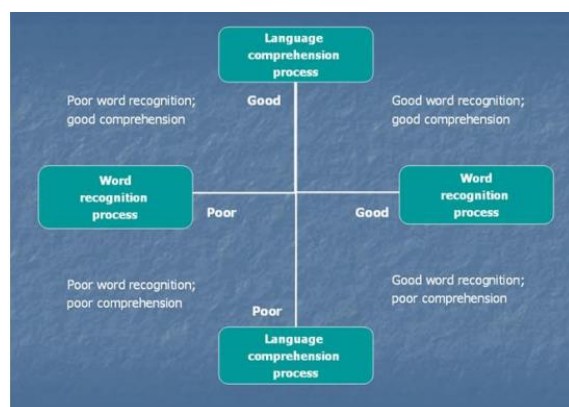 Language
comprehension
process
Poor word recognition;
good comprehension
Good
Good word recognition;
good comprehension
Word
recognition
process
Poor
Good
Word
recognition
process
Poor word recognition;
poor comprehension
Good word recognition;
poor comprehension
Poor
Language
comprehension
process